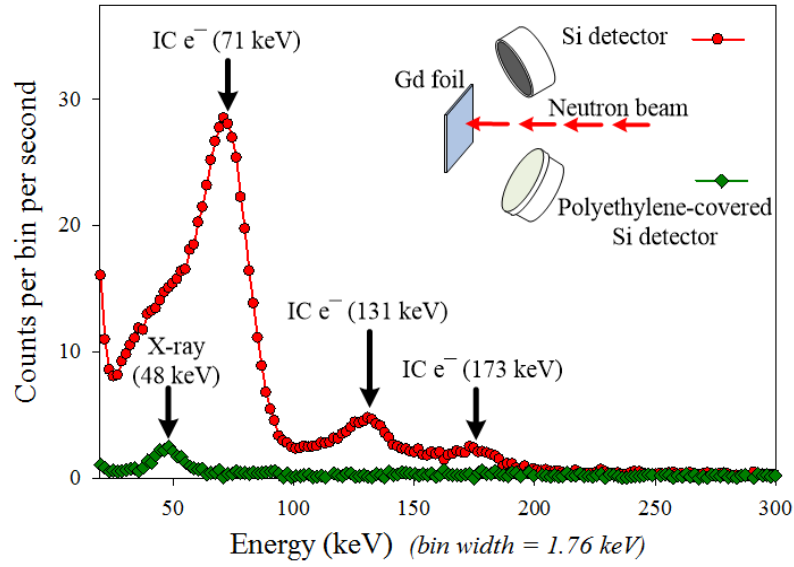 IC e⁻ (71 keV)
Si detector
Gd foil
Neutron beam
Polyethylene-covered
Si detector
IC e⁻ (131 keV)
X-ray
(48 keV)
IC e⁻ (173 keV)
Counts per bin per second
30
20
10
0
50
100
150
200
250
300
Energy (keV) (bin width = 1.76 keV)